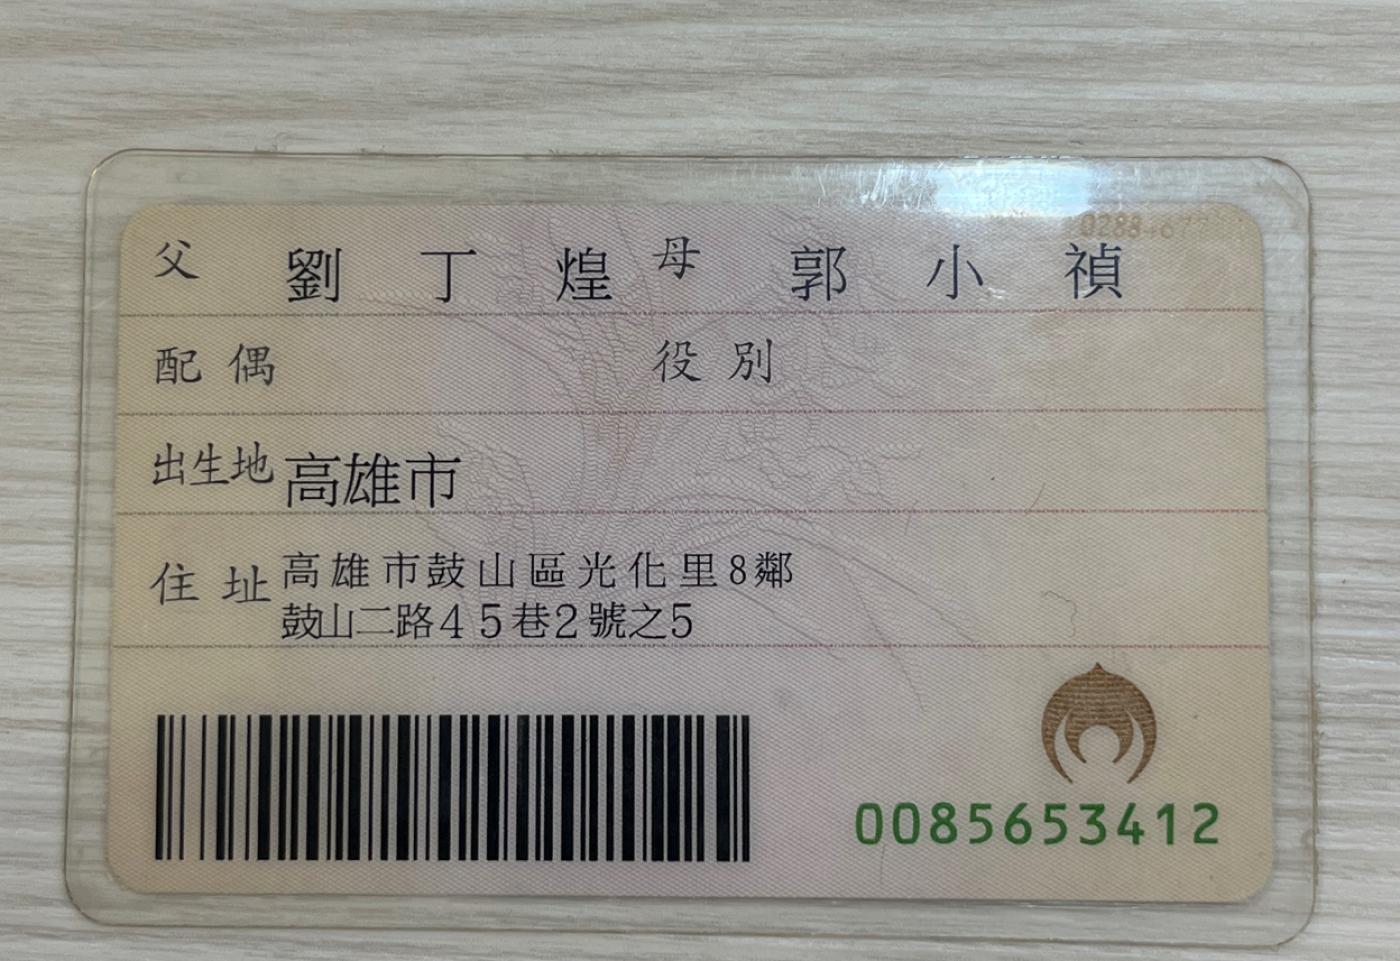 父 劉丁煌 母 郭小禎
配偶 役別
出生地 高雄市
住址 高雄市鼓山區光化里8鄰
鼓山二路45巷2號之5
0085653412